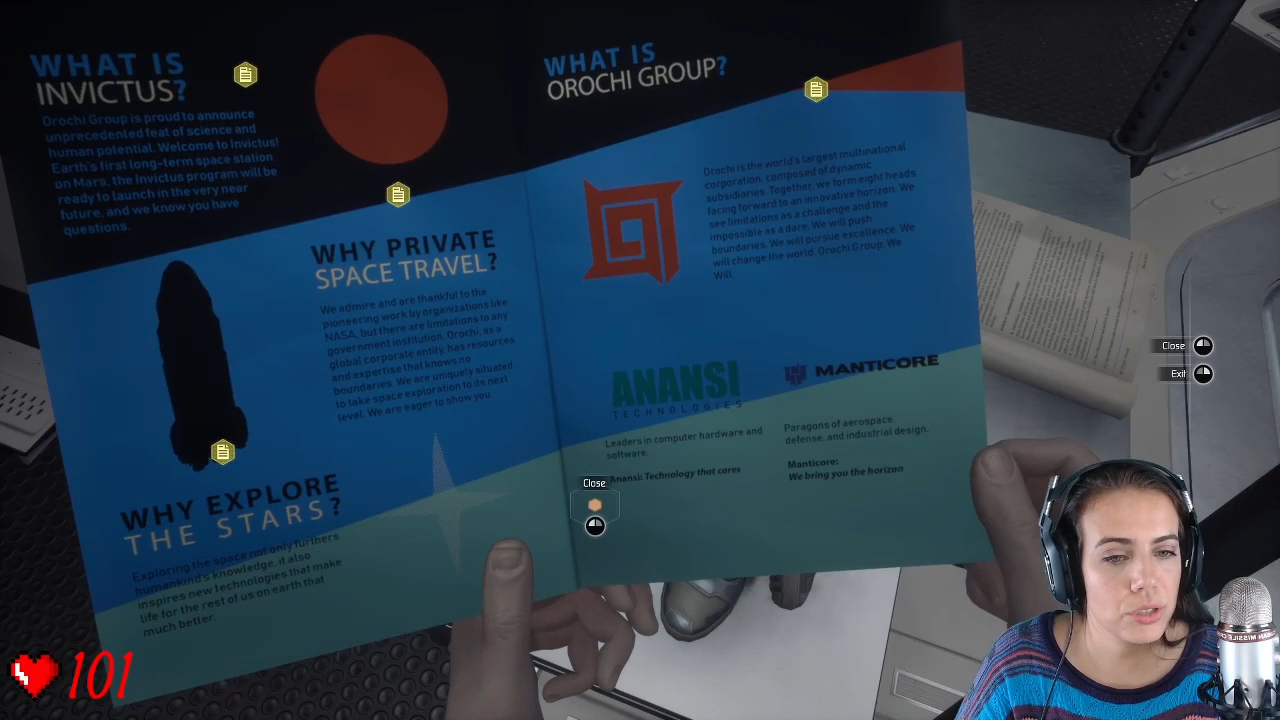 WHAT IS
INVICTUS?
Orochi Group is proud to announce
unprecedented feat of science and
human potential. Welcome to Invictus!
Earth's first long-term space station
on Mars, the Invictus program will be
ready to launch in the very near
future, and we know you have
questions.
WHY PRIVATE
SPACE TRAVEL?
We admire and are thankful to the
pioneering work by organizations like
NASA, but there are limitations to any
government institution. Orochi, as a
global corporate entity, has resources
and expertise that knows no
boundaries. We are uniquely situated
to take space exploration to its next
level. We are eager to show you
WHY EXPLORE
THE STARS?
Exploring the space not only furthers
humankind's knowledge, it also
inspires new technologies that make
life for the rest of us on earth that
much better.
WHAT IS
OROCHI GROUP?
Orochi is the world's largest multinational
corporation, composed of dynamic
subsidiaries. Together, we form eight heads
facing forward to an innovative horizon. We
see limitations as a challenge and the
impossible as a dare. We will push
boundaries. We will pursue excellence. We
will change the world. Orochi Group: We
Will.
ANANSI
TECHNOLOGIES
Leaders in computer hardware and
software.
Anansi: Technology that cares
MANTICORE
Paragons of aerospace,
defense, and industrial design.
Manticore:
We bring you the horizon
Close
Close
Exit
101